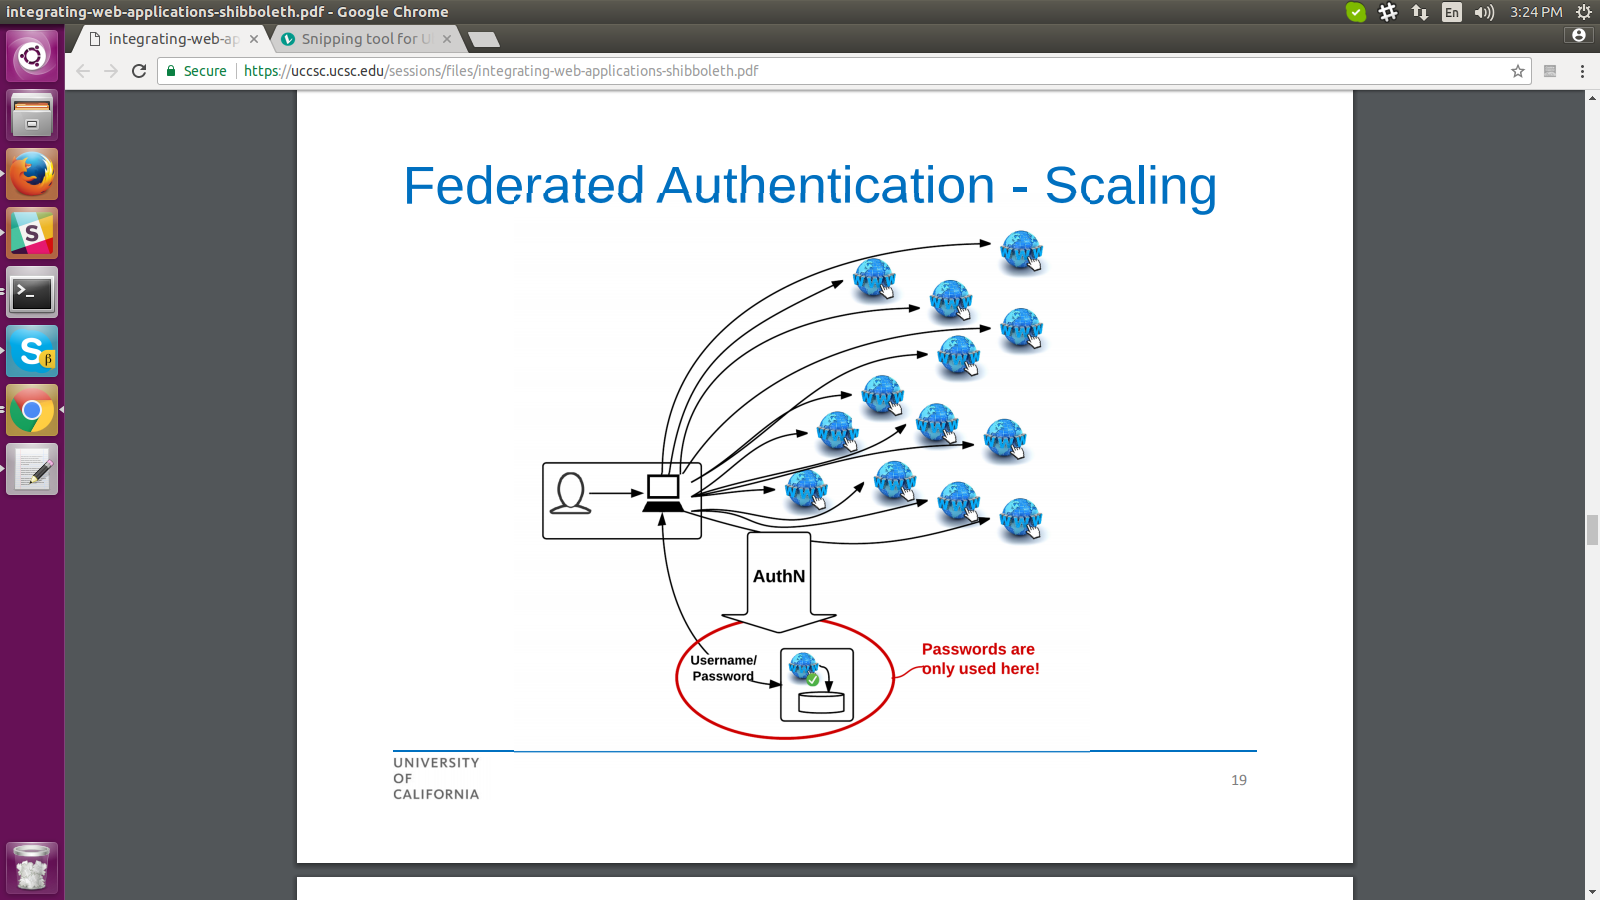 integrating-web-applications-shibboleth.pdf - Google Chrome
En
3:24 PM
integrating-web-ap
Snipping tool for U
Secure
https://uccsc.ucsc.edu/sessions/files/integrating-web-applications-shibboleth.pdf
Federated Authentication - Scaling
AuthN
Username/
Password
Passwords are
only used here!
UNIVERSITY
OF
CALIFORNIA
19